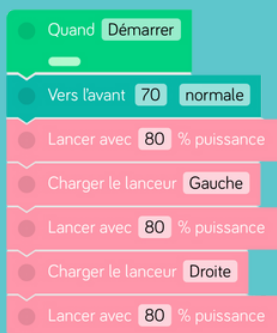 Quand Démarrer
Vers l'avant 70 normale
Lancer avec 80 % puissance
Charger le lanceur Gauche
Lancer avec 80 % puissance
Charger le lanceur Droite
Lancer avec 80 % puissance